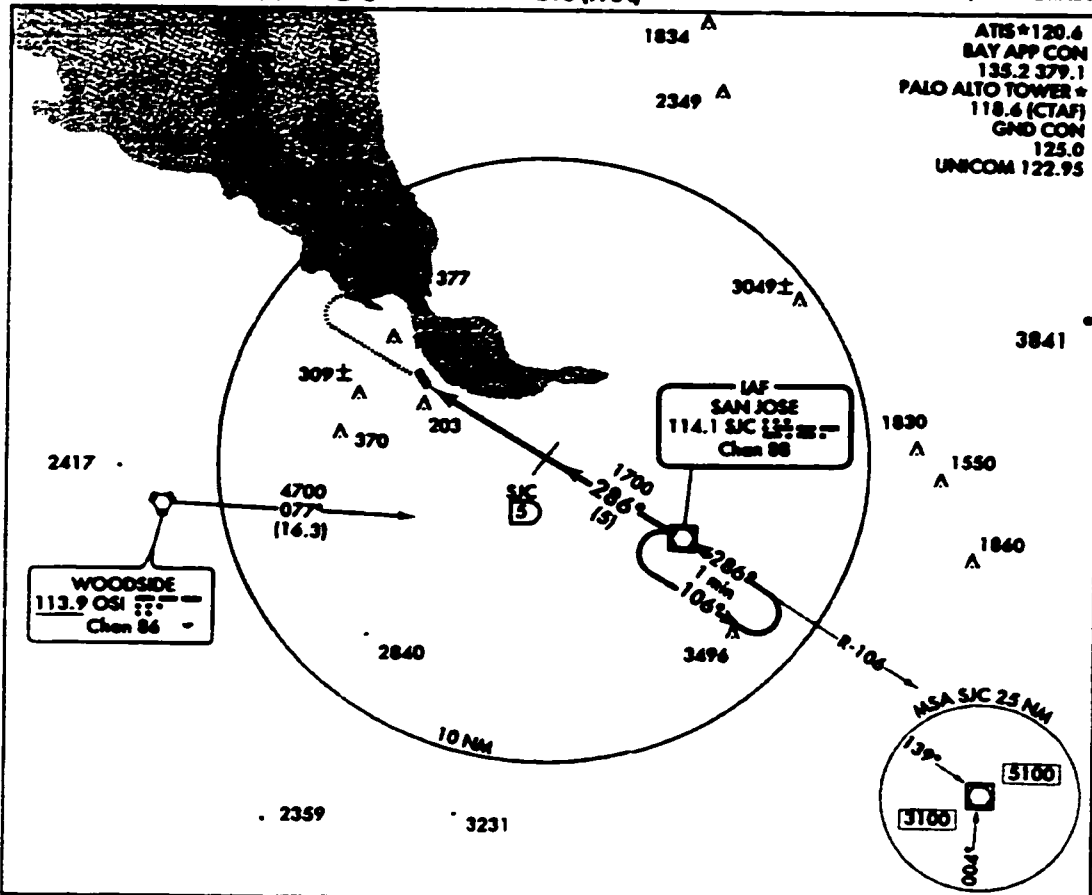 1834
2349
ATIS★120.6
BAY APP CON
135.2 379.1
PALO ALTO TOWER★
118.6 (CTAF)
GND CON
125.0
UNICOM 122.95
377
3049±
3841
309±
203
370
IAF
SAN JOSE
114.1 SJC
Chan 88
1830
1550
2417
4700
077°
(16.3)
SJC
5
1700
286°
(5)
1860
WOODSIDE
113.9 OSI
Chan 86
286°
1 min
106°
2840
3496
R-106
10 NM
MSA SJC 25 NM
139°
5100
3100
004°
2359
3231